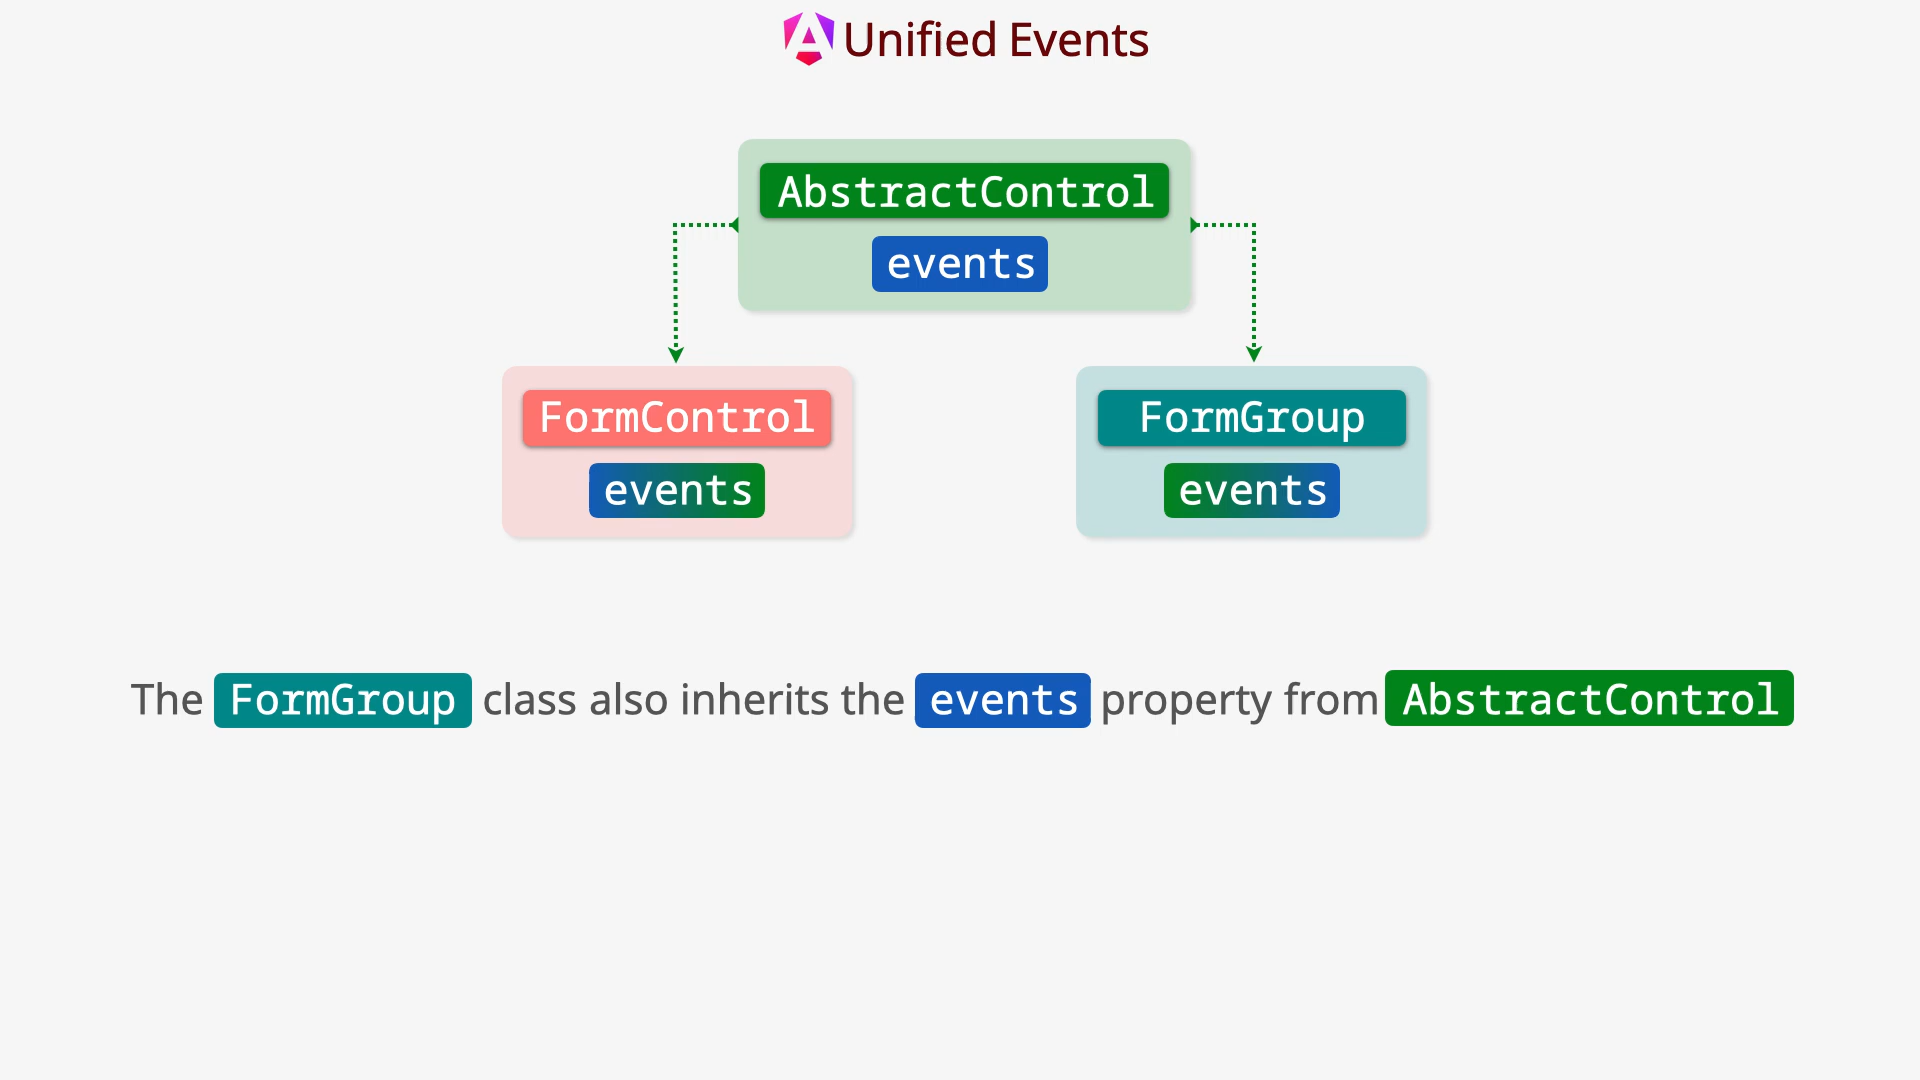 Unified Events
AbstractControl
events
FormControl
events
FormGroup
events
The FormGroup class also inherits the events property from AbstractControl